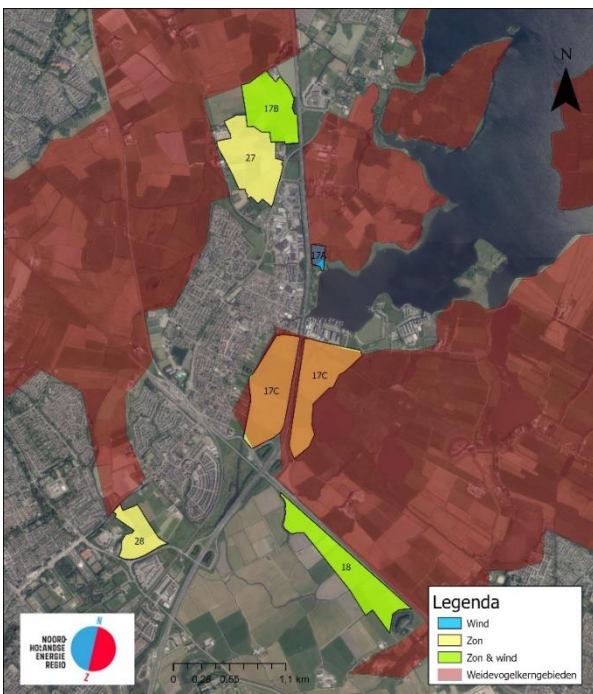 N
17B
27
17A
17C
17C
28
18
Legenda
Wind
Zon
Zon & wind
Weidevogelkerngebieden
NOORD-
HOLLANDSE
ENERGIE
REGIO
N
Z
0 0,28 0,55 1,1 km